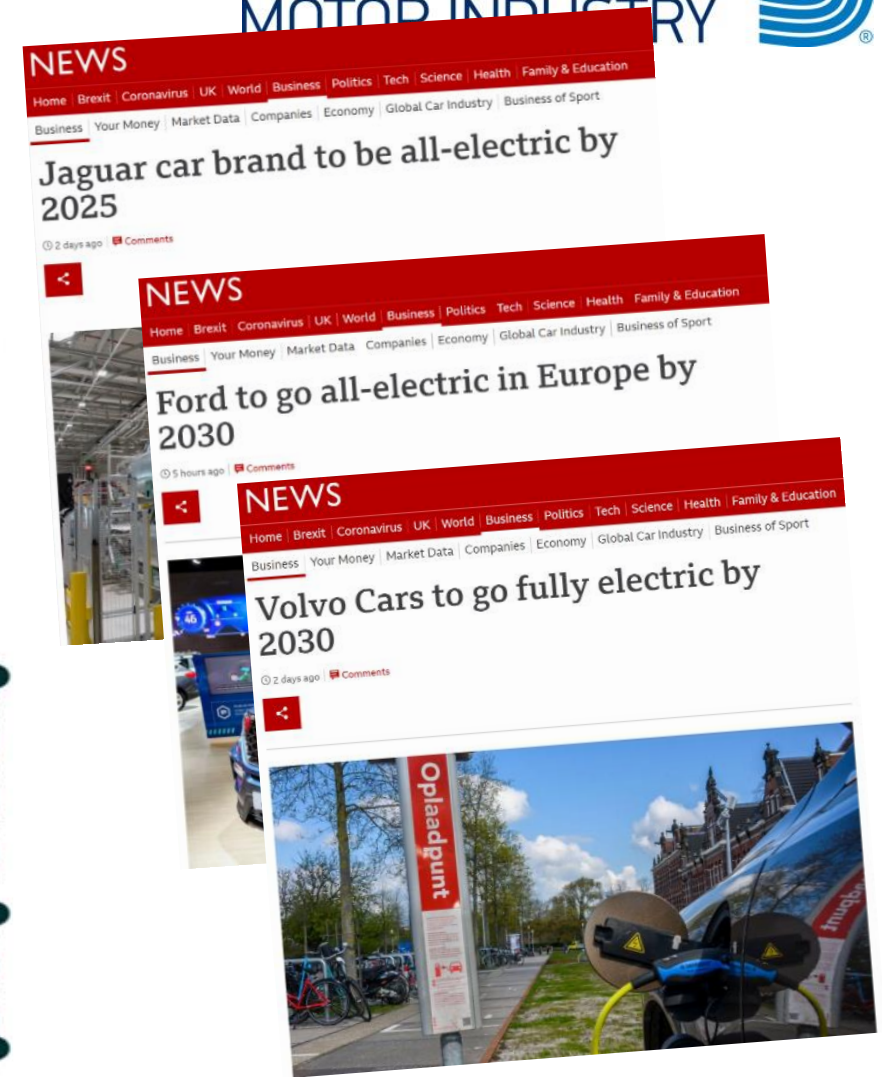 MOTOR INDUSTRY
®
NEWS
Home Brexit Coronavirus UK World Business Politics Tech Science Health Family & Education
Business Your Money Market Data Companies Economy Global Car Industry Business of Sport
Jaguar car brand to be all-electric by
2025
2 days ago Comments
NEWS
Home Brexit Coronavirus UK World Business Politics Tech Science Health Family & Education
Business Your Money Market Data Companies Economy Global Car Industry Business of Sport
Ford to go all-electric in Europe by
2030
5 hours ago Comments
46
NEWS
Home Brexit Coronavirus UK World Business Politics Tech Science Health Family & Education
Business Your Money Market Data Companies Economy Global Car Industry Business of Sport
Volvo Cars to go fully electric by
2030
2 days ago Comments
Oplaadpunt